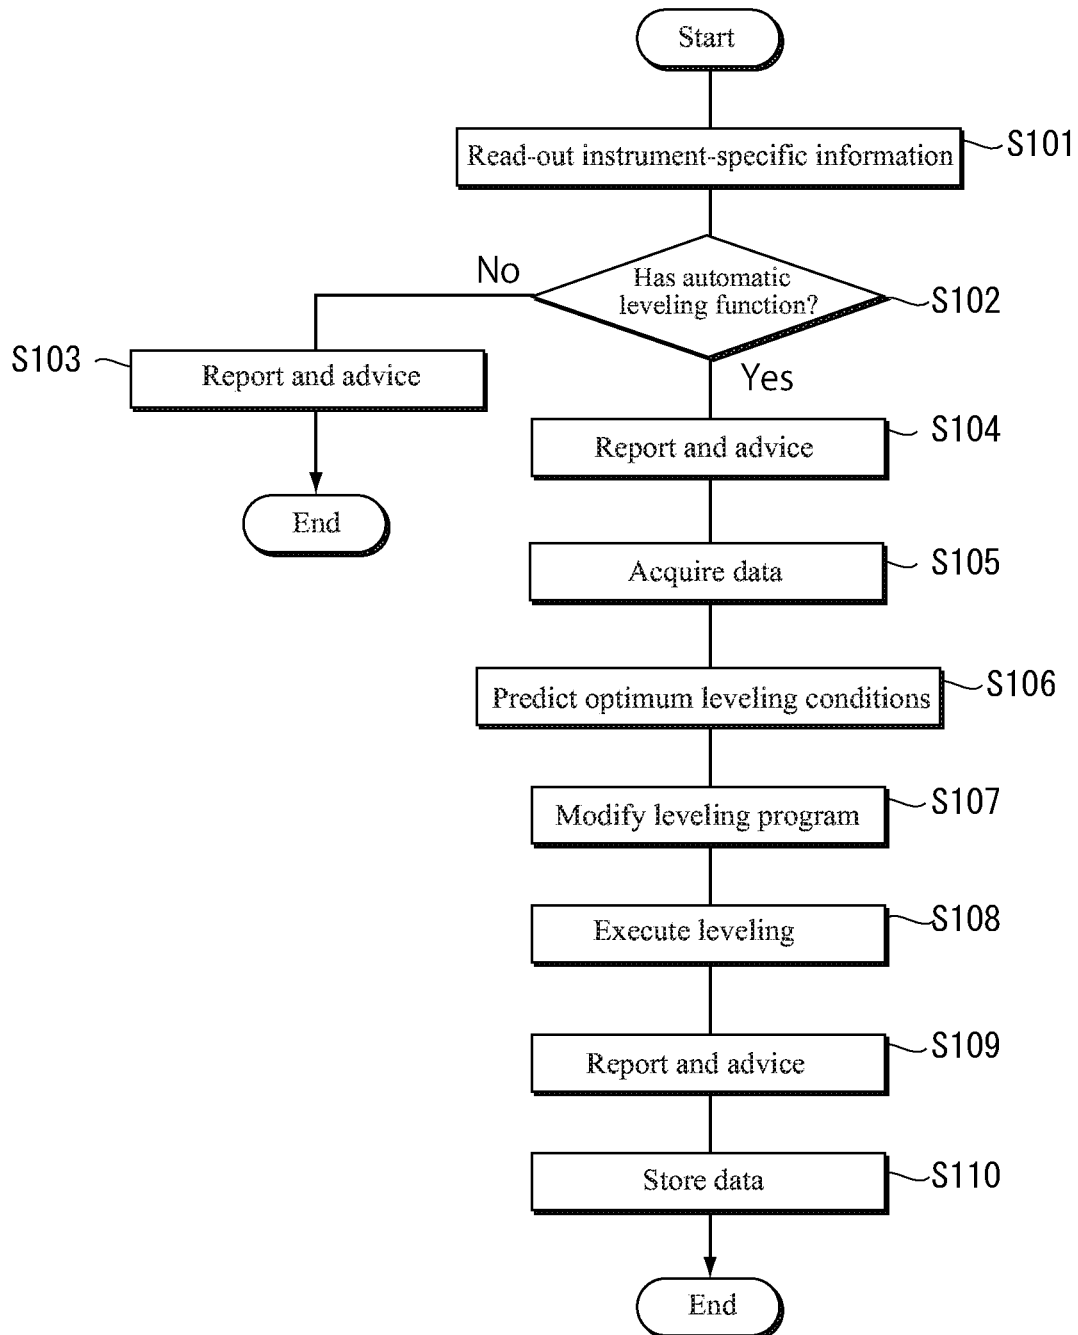 Start
Read-out instrument-specific information
S101
Has automatic
leveling function?
S102
No
Yes
S103
Report and advice
End
Report and advice
S104
Acquire data
S105
Predict optimum leveling conditions
S106
Modify leveling program
S107
Execute leveling
S108
Report and advice
S109
Store data
S110
End